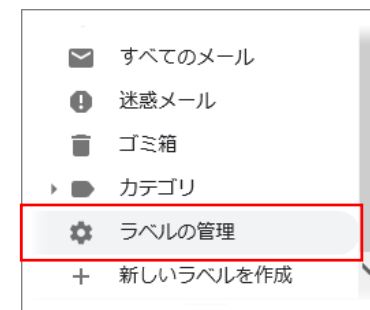 すべてのメール
迷惑メール
ゴミ箱
カテゴリ
ラベルの管理
新しいラベルを作成